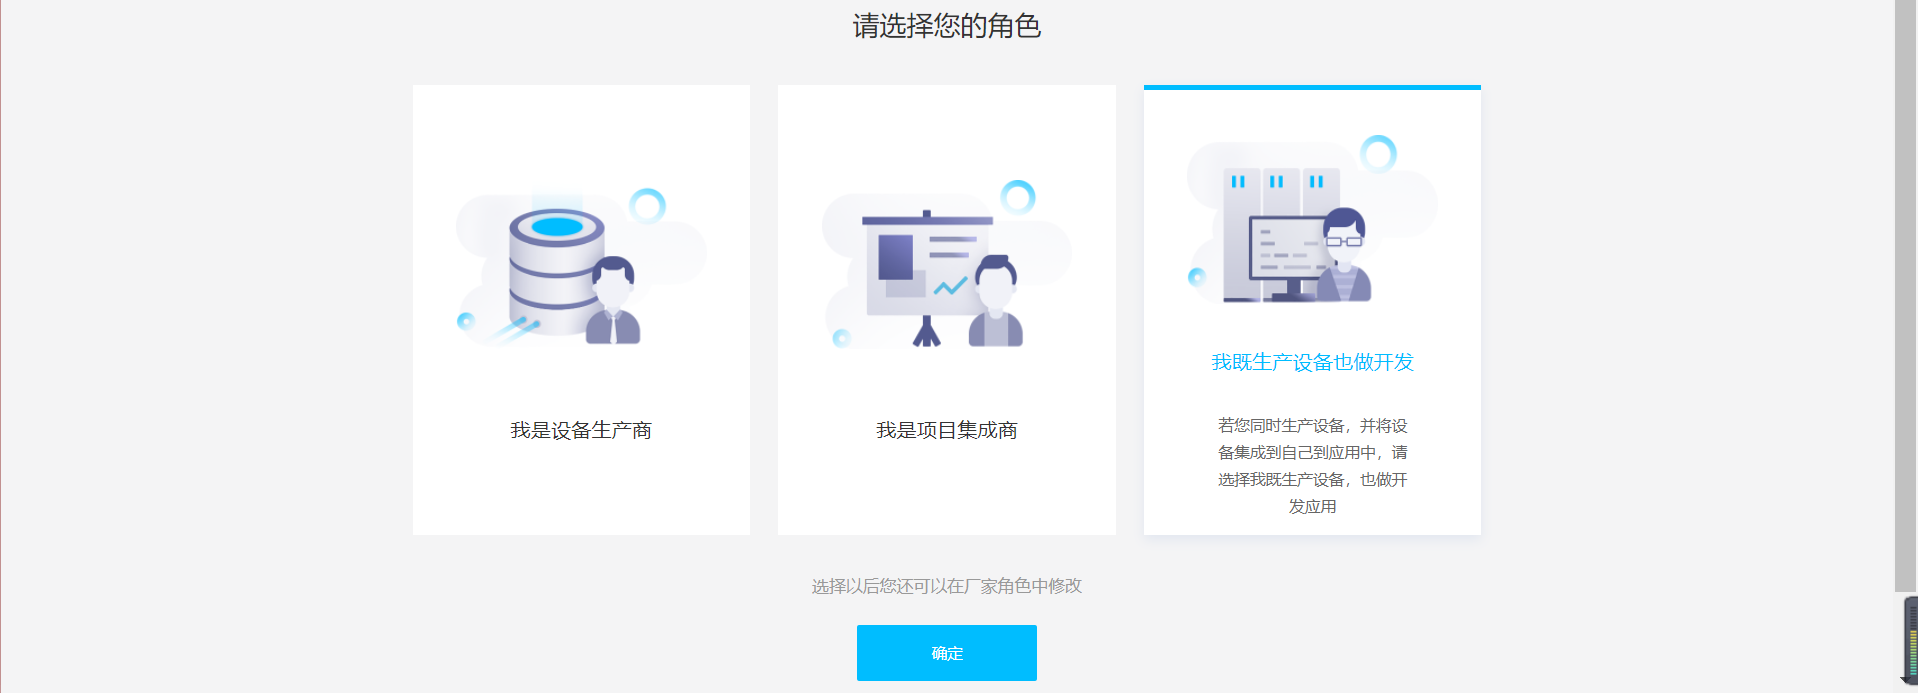 请选择您的角色
我是设备生产商
我是项目集成商
我既生产设备也做开发
若您同时生产设备，并将设
备集成到自己到应用中，请
选择我既生产设备，也做开
发应用
选择以后您还可以在厂家角色中修改
确定